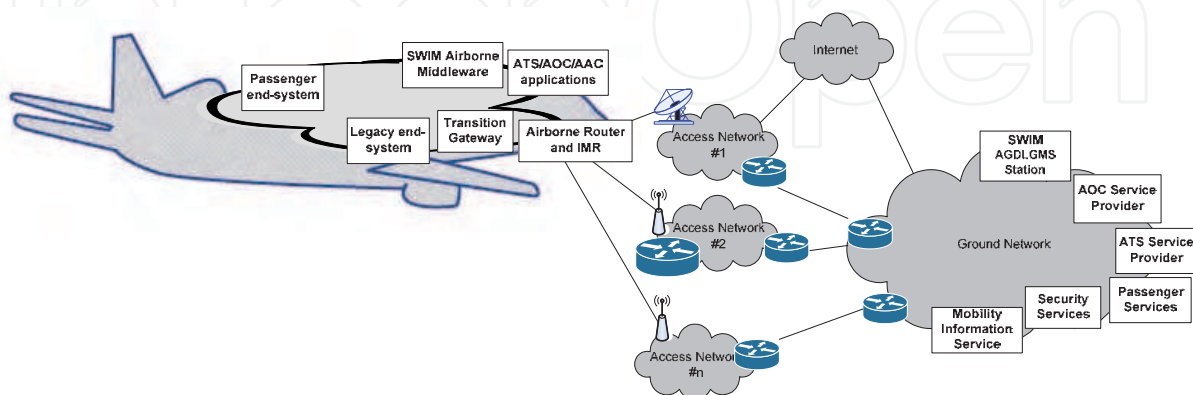 Open
Internet
SWIM Airborne
Middleware
ATS/AOC/AAC
applications
Passenger
end-system
Legacy end-
system
Transition
Gateway
Airborne Router
and IMR
Access Network
#1
Access Network
#2
Access Network
#n
SWIM
AGDLGMS
Station
AOC Service
Provider
Ground Network
ATS Service
Provider
Passenger
Services
Security
Services
Mobility
Information
Service